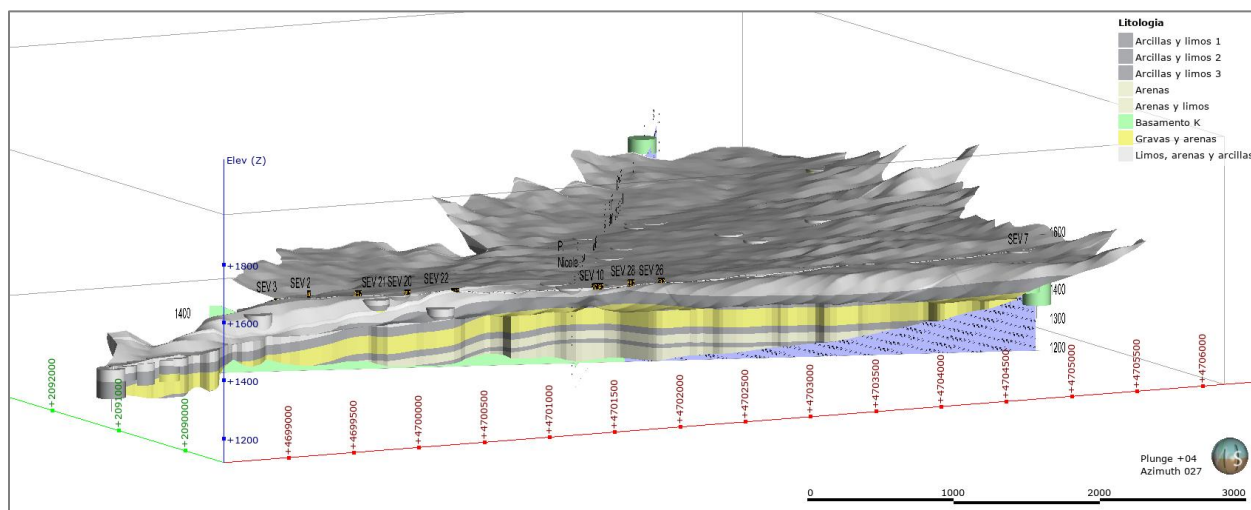 Litología
Arcillas y limos 1
Arcillas y limos 2
Arcillas y limos 3
Arenas
Arenas y limos
Basamento K
Gravas y arenas
Limos, arenas y arcillas
Elev (Z)
+1800
+1600
+1400
+1200
1400
SEV 3
SEV 2
SEV 21
SEV 20
SEV 22
P.
Nicole
SEV 10
SEV 28
SEV 26
SEV 7
1600
1400
1300
1200
+2092000
+2091000
+2090000
+4699000
+4699500
+4700000
+4700500
+4701000
+4701500
+4702000
+4702500
+4703000
+4703500
+4704000
+4704500
+4705000
+4705500
+4706000
Plunge +04
Azimuth 027
S
0 1000 2000 3000